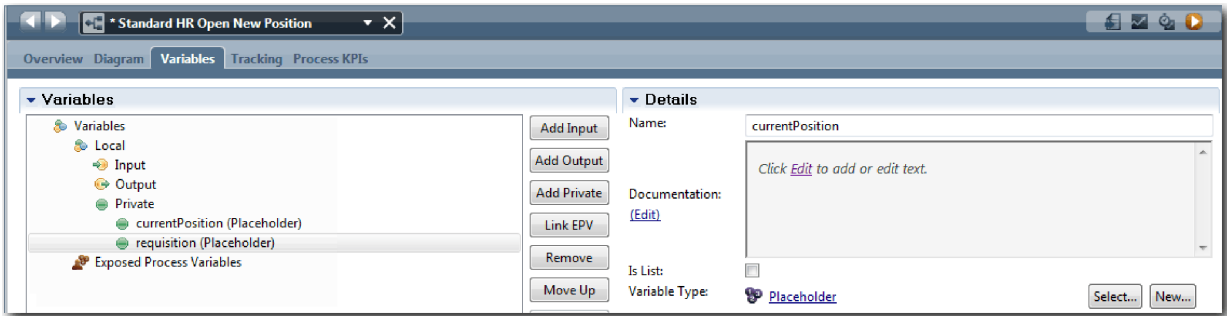 * Standard HR Open New Position
Overview Diagram Variables Tracking Process KPIs
Variables
Variables
Local
Input
Output
Private
currentPosition (Placeholder)
requisition (Placeholder)
Exposed Process Variables
Add Input
Add Output
Add Private
Link EPV
Remove
Move Up
Details
Name: currentPosition
Click Edit to add or edit text.
Documentation:
(Edit)
Is List:
Variable Type: Placeholder Select... New...